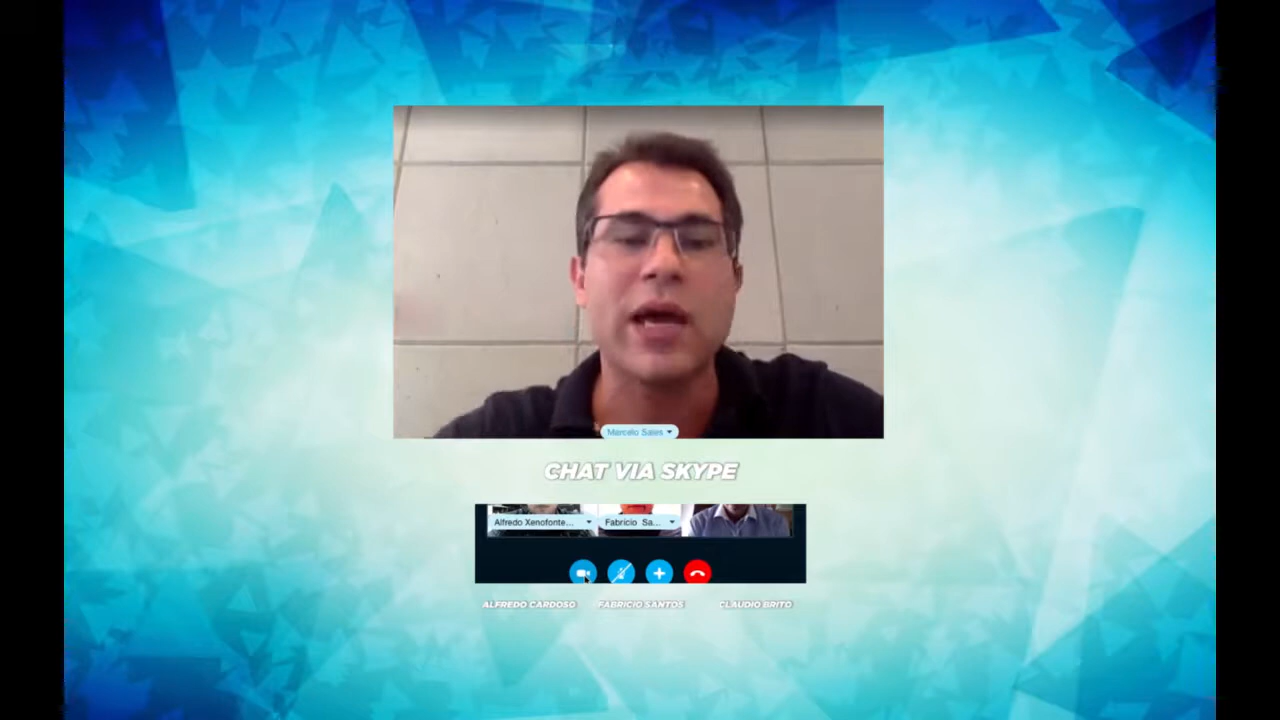 Marcelo Sales
CHAT VIA SKYPE
Alfredo Xenofonte... Fabricio Sa...
ALFREDO CARDOSO FABRICIO SANTOS CLAUDIO BRITO